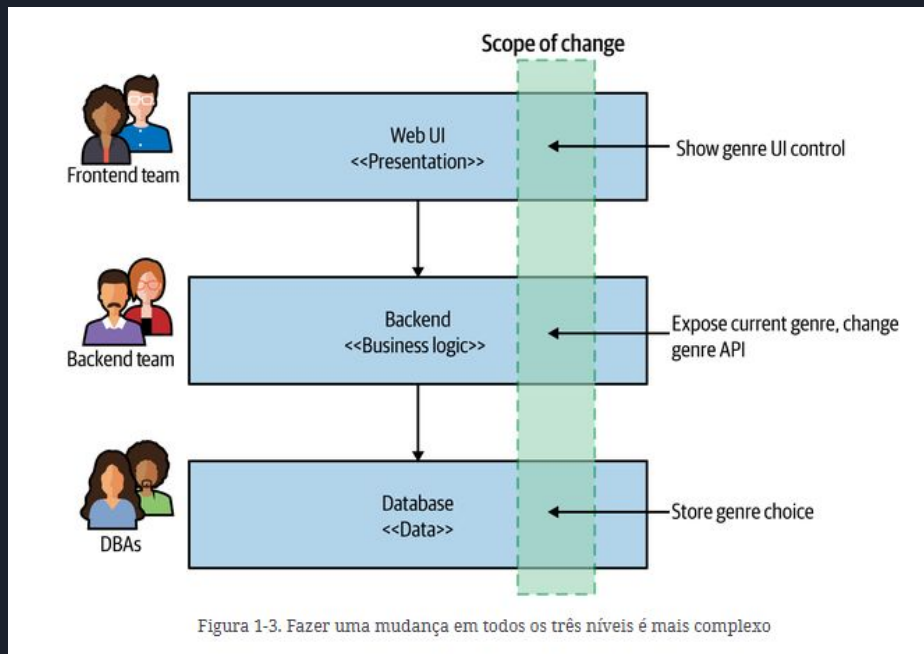 Scope of change
Frontend team
Web UI
<<Presentation>>
Show genre UI control
Backend team
Backend
<<Business logic>>
Expose current genre, change
genre API
DBAs
Database
<<Data>>
Store genre choice
Figura 1-3. Fazer uma mudança em todos os três níveis é mais complexo